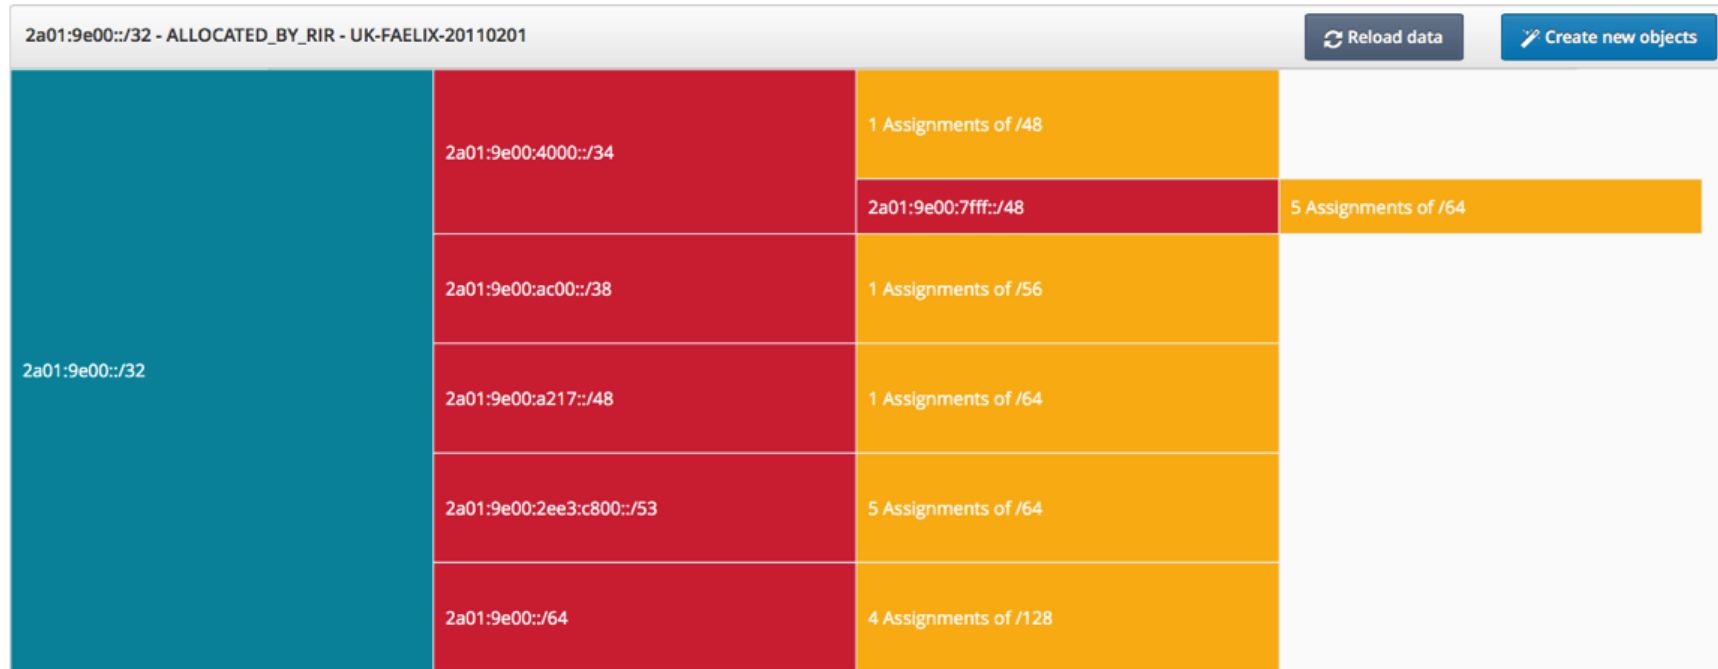 2a01:9e00::/32 - ALLOCATED_BY_RIR - UK-FAELIX-20110201
Reload data
Create new objects
2a01:9e00::/32
2a01:9e00:4000::/34
1 Assignments of /48
2a01:9e00:7fff::/48
5 Assignments of /64
2a01:9e00:ac00::/38
1 Assignments of /56
2a01:9e00:a217::/48
1 Assignments of /64
2a01:9e00:2ee3:c800::/53
5 Assignments of /64
2a01:9e00::/64
4 Assignments of /128